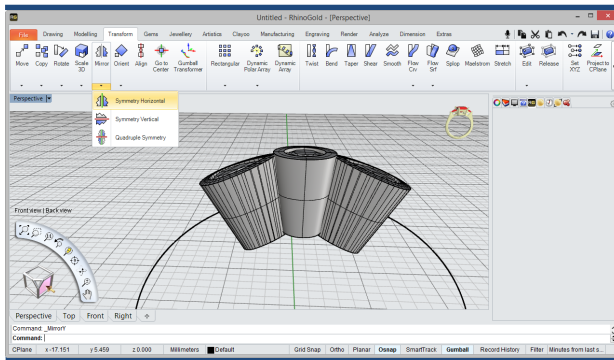 Untitled - RhinoGold - [Perspective]
File Drawing Modelling Transform Gems Jewellery Artistics Clayoo Manufacturing Engraving Render Analyze Dimension Extras
Move Copy Rotate Scale 3D Mirror Orient Align Go to Center Gumball Transformer Rectangular Dynamic Polar Array Dynamic Array Twist Bend Taper Shear Smooth Flow Crv Flow Srf Splop Maelstrom Stretch Edit Release Set XYZ Project to CPlane
Perspective
Symmetry Horizontal
Symmetry Vertical
Quadruple Symmetry
Front view | Back view
Perspective Top Front Right
Command: _MirrorY
Command:
CPlane x -17.151 y 5.459 z 0.000 Millimeters Default Grid Snap Ortho Planar Osnap SmartTrack Gumball Record History Filter Minutes from last s...